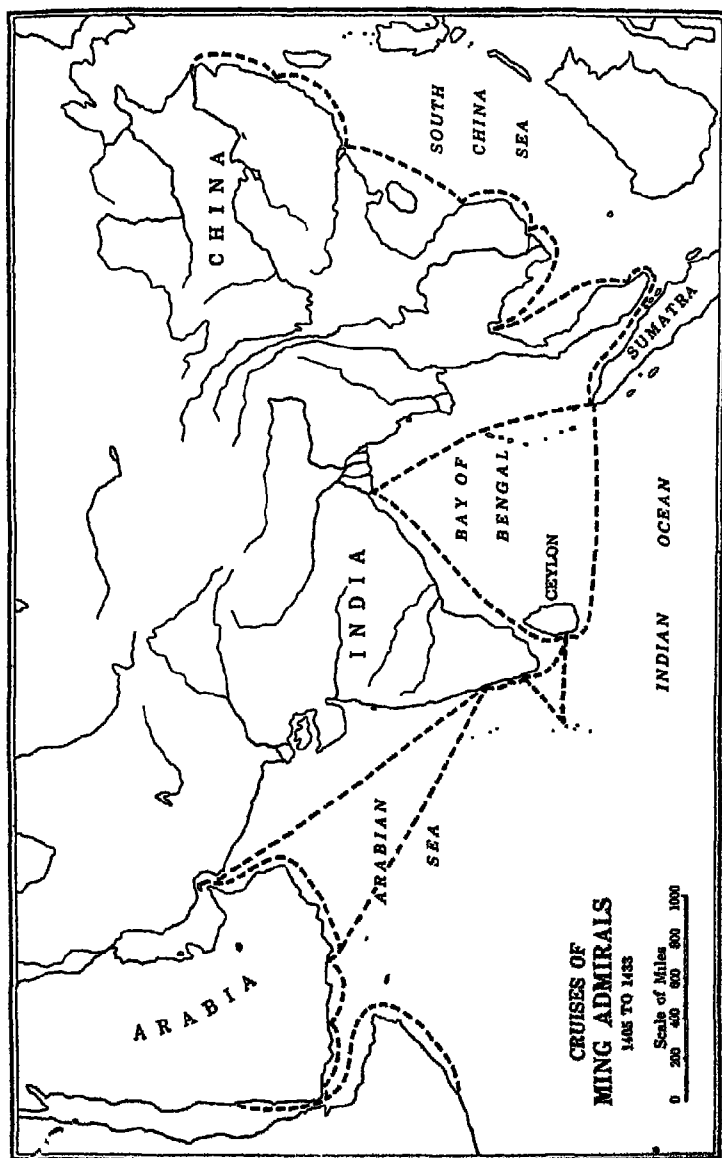 CHINA
SOUTH
CHINA
SEA
SUMATRA
INDIA
BAY OF
BENGAL
CEYLON
INDIAN OCEAN
ARABIAN
SEA
ARABIA
CRUISES OF
MING ADMIRALS
1405 TO 1433
Scale of Miles
0 200 400 600 800 1000